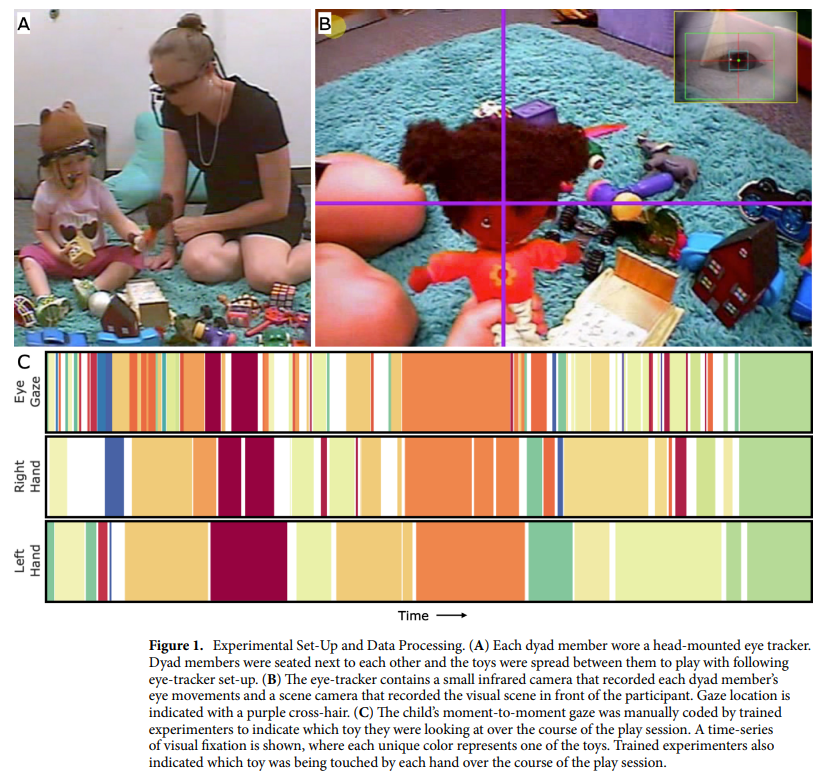 A
B
C
Eye
Gaze
Right
Hand
Left
Hand
Time
Figure 1. Experimental Set-Up and Data Processing. (A) Each dyad member wore a head-mounted eye tracker.
Dyad members were seated next to each other and the toys were spread between them to play with following
eye-tracker set-up. (B) The eye-tracker contains a small infrared camera that recorded each dyad member's
eye movements and a scene camera that recorded the visual scene in front of the participant. Gaze location is
indicated with a purple cross-hair. (C) The child's moment-to-moment gaze was manually coded by trained
experimenters to indicate which toy they were looking at over the course of the play session. A time-series
of visual fixation is shown, where each unique color represents one of the toys. Trained experimenters also
indicated which toy was being touched by each hand over the course of the play session.